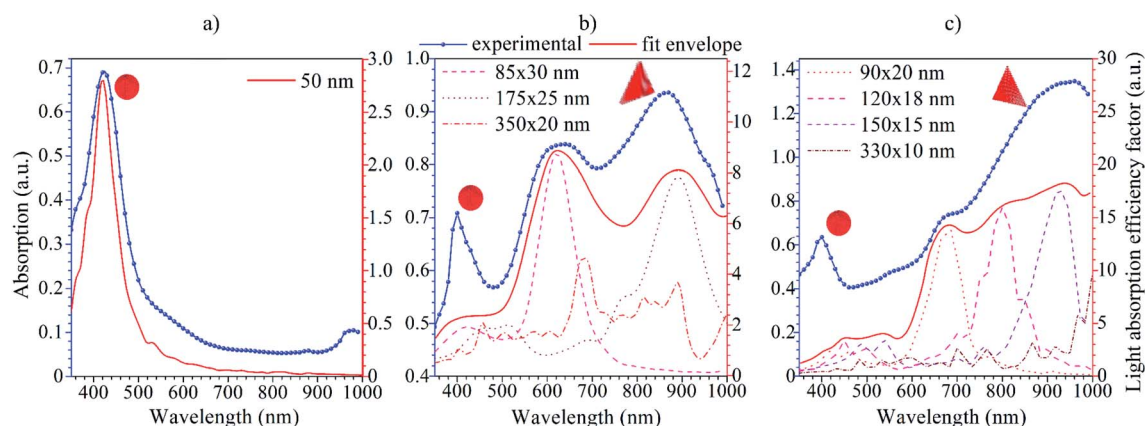 a)
b)
c)
experimental
fit envelope
50 nm
85x30 nm
175x25 nm
350x20 nm
90x20 nm
120x18 nm
150x15 nm
330x10 nm
Absorption (a.u.)
0.7
0.6
0.5
0.4
0.3
0.2
0.1
0
3.0
2.5
2.0
1.5
1.0
0.5
0.0
400 500 600 700 800 900 1000
Wavelength (nm)
1.0
0.9
0.8
0.7
0.6
0.5
0.4
12
10
8
6
4
2
0
400 500 600 700 800 900 1000
Wavelength (nm)
1.4
1.2
1.0
0.8
0.6
0.4
0.2
0
30
25
20
15
10
5
0
400 500 600 700 800 900 1000
Wavelength (nm)
Light absorption efficiency factor (a.u.)